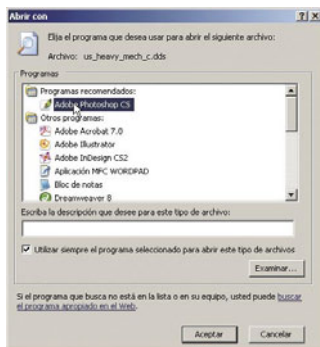 Abrir con
Elija el programa que desea usar para abrir el siguiente archivo:
Archivo: us_heavy_mech_c.dds
Programas
Programas recomendados:
Adobe Photoshop CS
Otros programas:
Adobe Acrobat 7.0
Adobe Illustrator
Adobe InDesign CS2
Aplicación MFC WORDPAD
Bloc de notas
Dreamweaver 8
Escriba la descripción que desee para este tipo de archivo:
Utilizar siempre el programa seleccionado para abrir este tipo de archivos
Examinar...
Si el programa que busca no está en la lista o en su equipo, usted puede buscar
el programa apropiado en el Web.
Aceptar
Cancelar